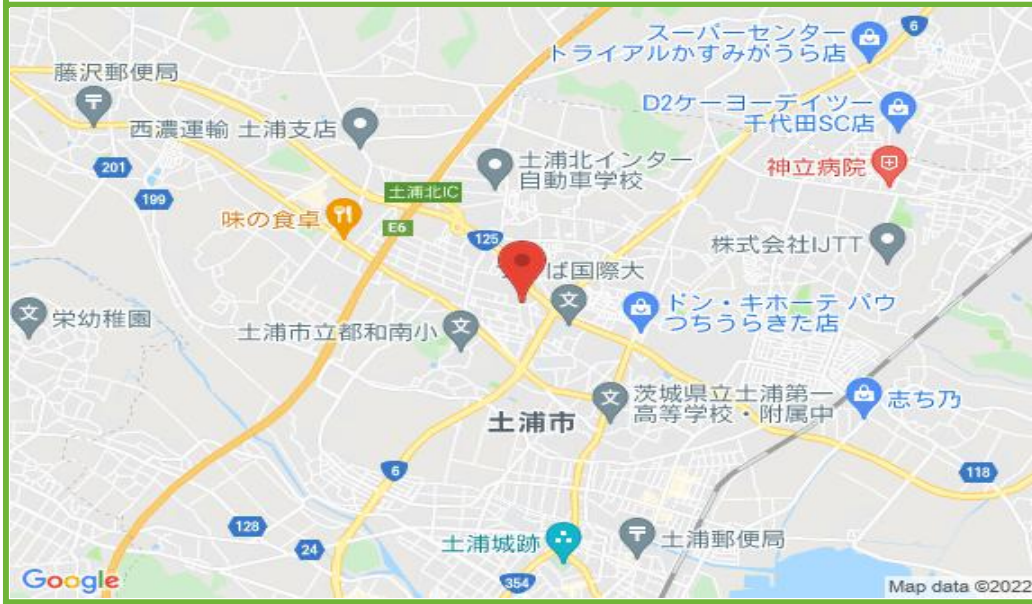 6
スーパーセンター
トライアルかすみがうら店
藤沢郵便局
D2ケーヨーデイツー
千代田SC店
西濃運輸 土浦支店
土浦北インター
自動車学校
神立病院
201
199
土浦北IC
味の食卓
E6
125
株式会社IJTT
ば国際大
ドン・キホーテ パウ
つちうらきた店
栄幼稚園
土浦市立都和南小
茨城県立土浦第一
高等学校・附属中
志ち乃
土浦市
6
118
128
24
土浦城跡
土浦郵便局
354
Google
Map data ©2022